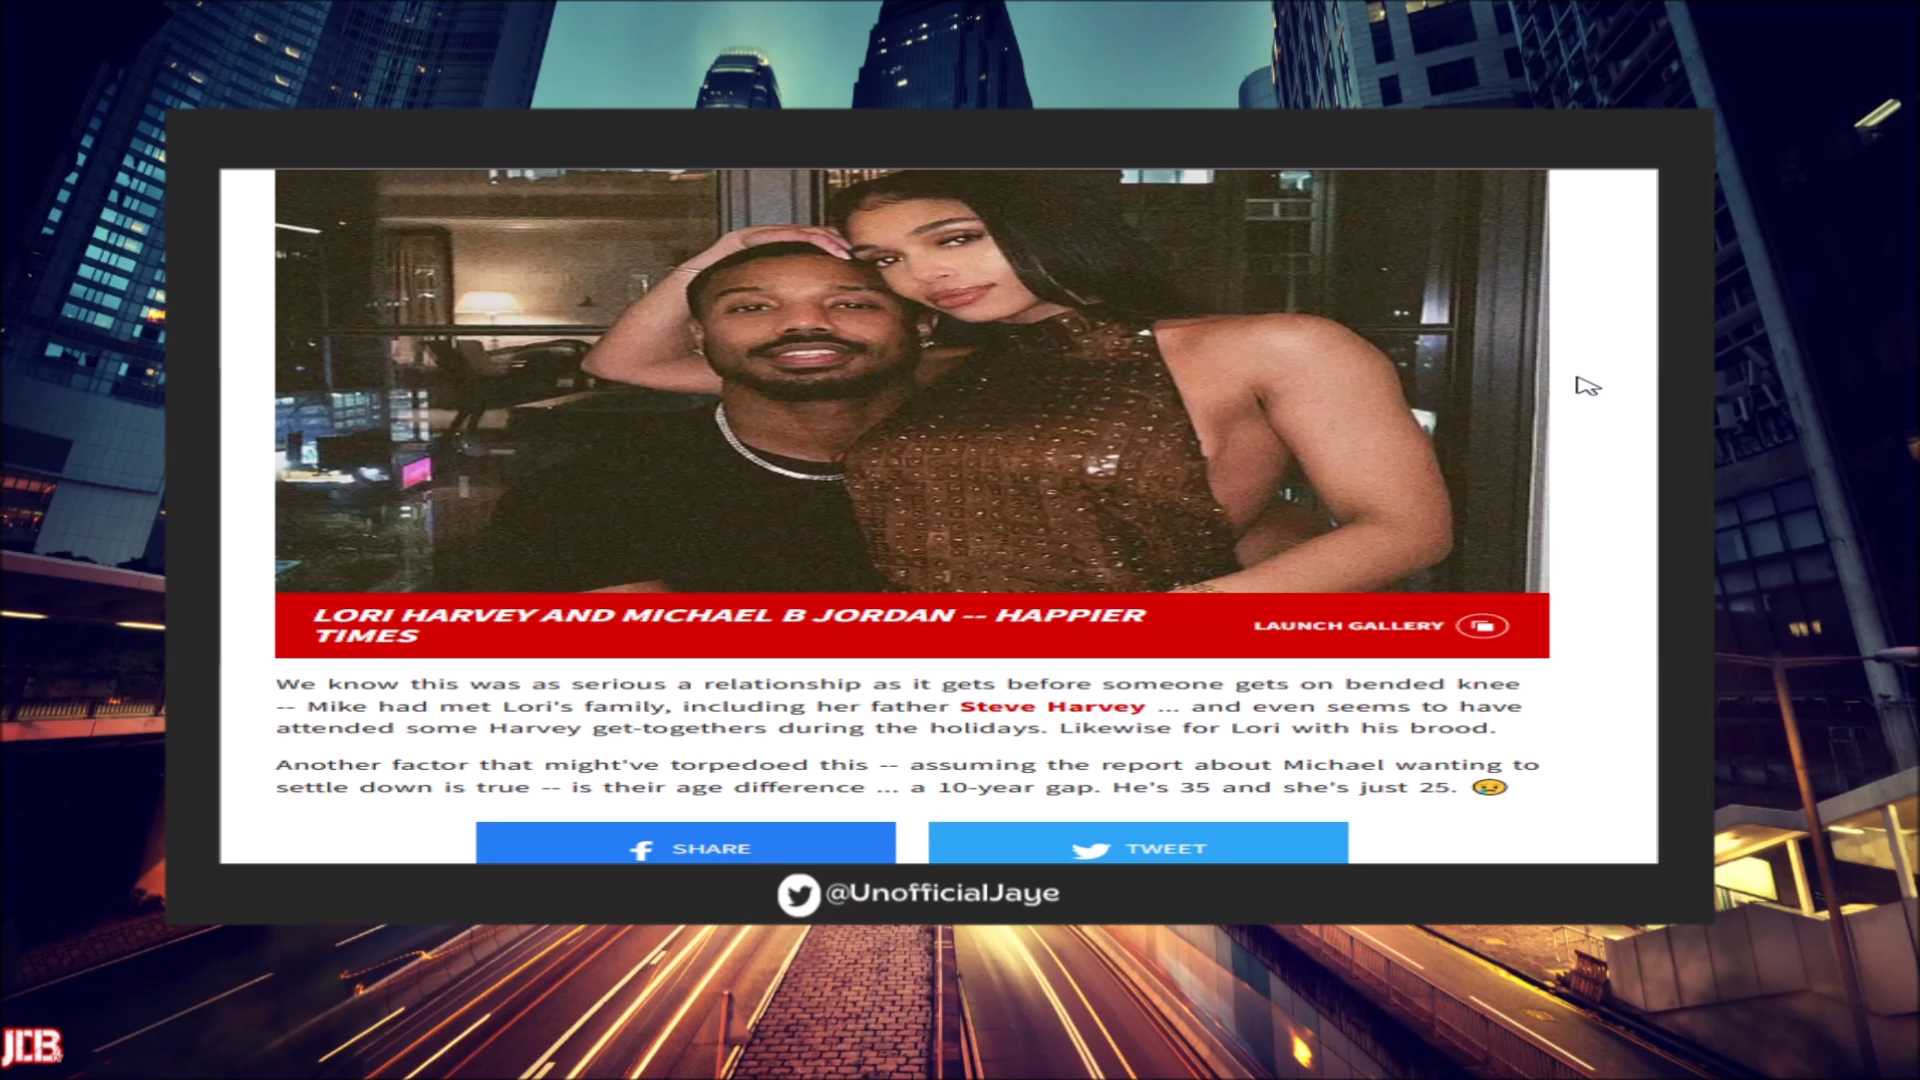 LORI HARVEY AND MICHAEL B JORDAN -- HAPPIER
TIMES
LAUNCH GALLERY
We know this was as serious a relationship as it gets before someone gets on bended knee
-- Mike had met Lori's family, including her father Steve Harvey ... and even seems to have
attended some Harvey get-togethers during the holidays. Likewise for Lori with his brood.
Another factor that might've torpedoed this -- assuming the report about Michael wanting to
settle down is true -- is their age difference ... a 10-year gap. He's 35 and she's just 25. 😢
SHARE
TWEET
@UnofficialJaye
JCB